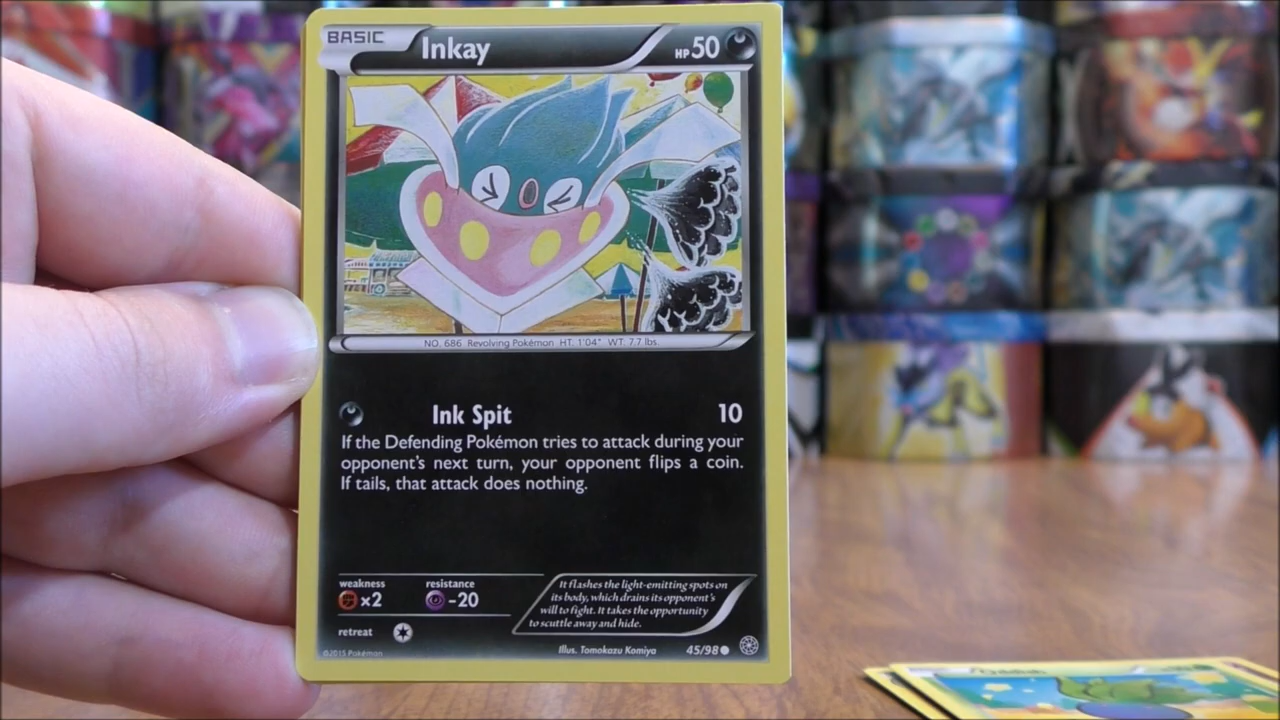 BASIC
Inkay
HP50
NO. 686 Revolving Pokémon HT: 1'04" WT: 7.7 lbs.
Ink Spit 10
If the Defending Pokémon tries to attack during your
opponent's next turn, your opponent flips a coin.
If tails, that attack does nothing.
weakness
x2
resistance
-20
It flashes the light-emitting spots on
its body, which drains its opponent's
will to fight. It takes the opportunity
to scuttle away and hide.
retreat
©2015 Pokémon
Illus. Tomokazu Komiya
45/98
Oddish